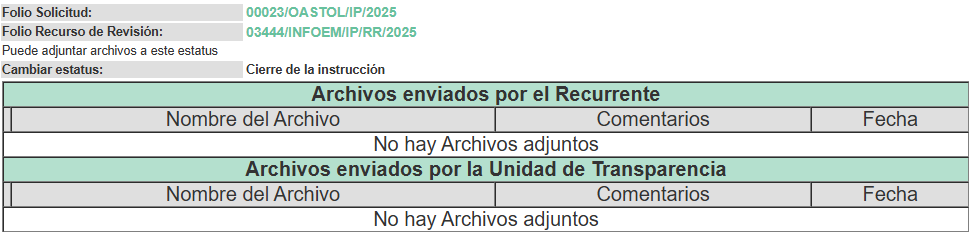 Folio Solicitud: 00023/OASTOL/IP/2025
Folio Recurso de Revisión: 03444/INFOEM/IP/RR/2025
Puede adjuntar archivos a este estatus
Cambiar estatus: Cierre de la instrucción
Archivos enviados por el Recurrente
Nombre del Archivo Comentarios Fecha
No hay Archivos adjuntos
Archivos enviados por la Unidad de Transparencia
Nombre del Archivo Comentarios Fecha
No hay Archivos adjuntos